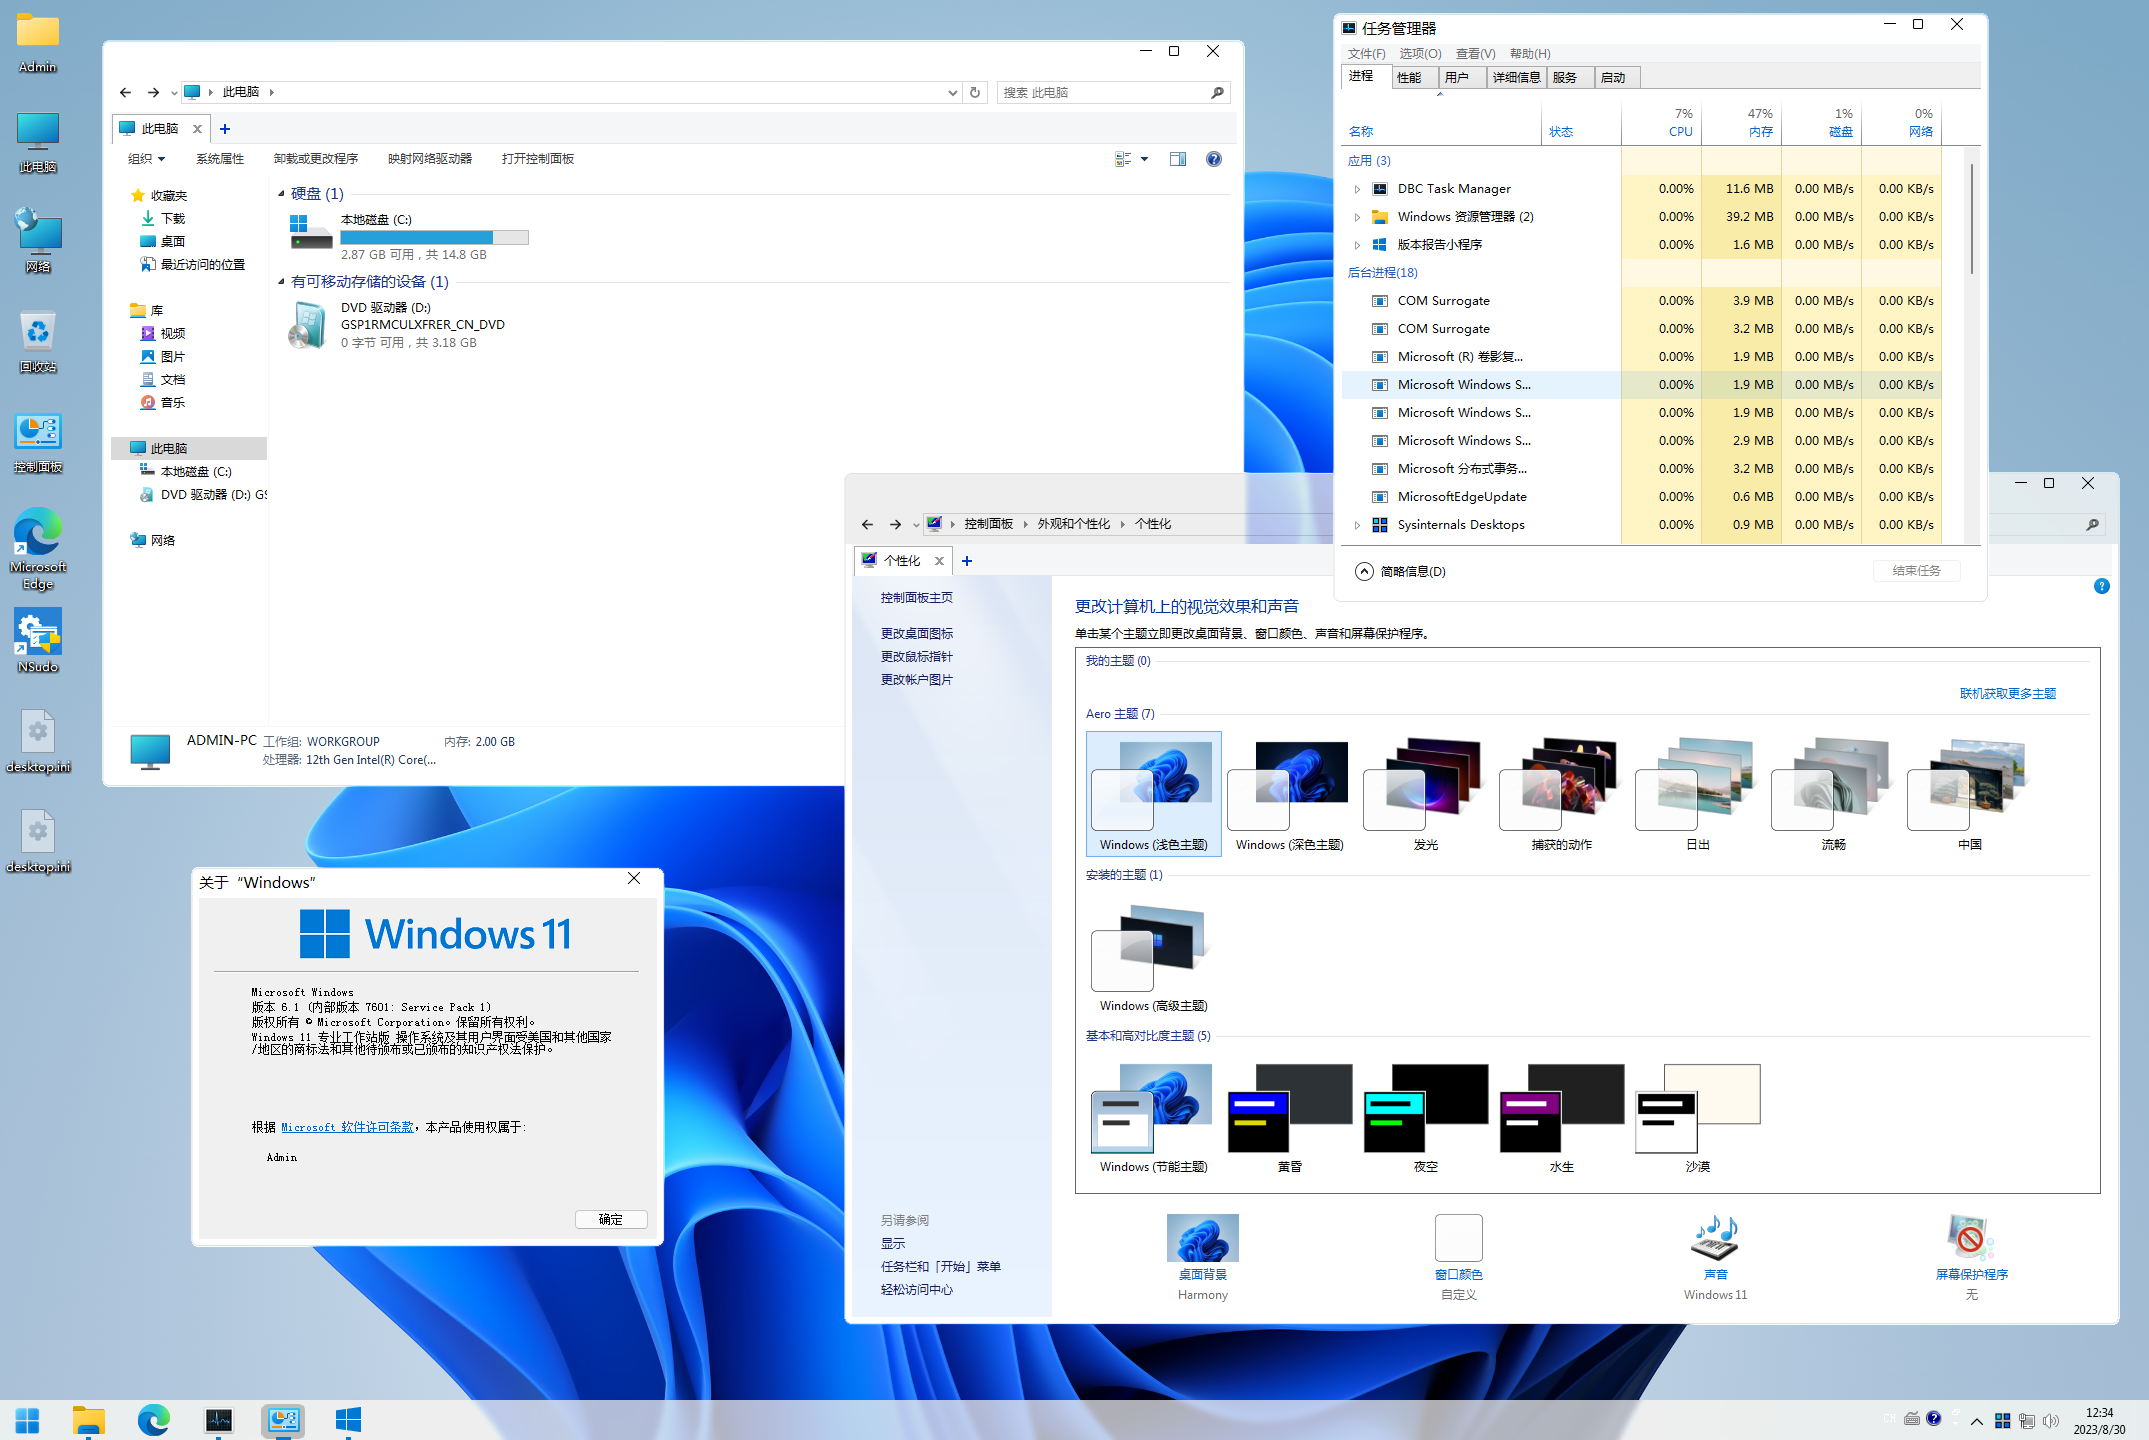 Admin
此电脑
网络
回收站
控制面板
Microsoft Edge
NSudo
desktop.ini
desktop.ini
此电脑
搜索 此电脑
此电脑
组织
系统属性
卸载或更改程序
映射网络驱动器
打开控制面板
收藏夹
下载
桌面
最近访问的位置
库
视频
图片
文档
音乐
此电脑
本地磁盘 (C:)
DVD 驱动器 (D:) GS
网络
硬盘 (1)
本地磁盘 (C:)
2.87 GB 可用，共 14.8 GB
有可移动存储的设备 (1)
DVD 驱动器 (D:)
GSP1RMCULXFRER_CN_DVD
0 字节 可用，共 3.18 GB
ADMIN-PC 工作组: WORKGROUP 内存: 2.00 GB
处理器: 12th Gen Intel(R) Core(...
任务管理器
文件(F) 选项(O) 查看(V) 帮助(H)
进程 性能 用户 详细信息 服务 启动
7% 47% 1% 0%
名称 状态 CPU 内存 磁盘 网络
应用 (3)
DBC Task Manager 0.00% 11.6 MB 0.00 MB/s 0.00 KB/s
Windows 资源管理器 (2) 0.00% 39.2 MB 0.00 MB/s 0.00 KB/s
版本报告小程序 0.00% 1.6 MB 0.00 MB/s 0.00 KB/s
后台进程(18)
COM Surrogate 0.00% 3.9 MB 0.00 MB/s 0.00 KB/s
COM Surrogate 0.00% 3.2 MB 0.00 MB/s 0.00 KB/s
Microsoft (R) 卷影复... 0.00% 1.9 MB 0.00 MB/s 0.00 KB/s
Microsoft Windows S... 0.00% 1.9 MB 0.00 MB/s 0.00 KB/s
Microsoft Windows S... 0.00% 1.9 MB 0.00 MB/s 0.00 KB/s
Microsoft Windows S... 0.00% 2.9 MB 0.00 MB/s 0.00 KB/s
Microsoft 分布式事务... 0.00% 3.2 MB 0.00 MB/s 0.00 KB/s
MicrosoftEdgeUpdate 0.00% 0.6 MB 0.00 MB/s 0.00 KB/s
Sysinternals Desktops 0.00% 0.9 MB 0.00 MB/s 0.00 KB/s
简略信息(D)
结束任务
控制面板 外观和个性化 个性化
个性化
控制面板主页
更改桌面图标
更改鼠标指针
更改帐户图片
另请参阅
显示
任务栏和「开始」菜单
轻松访问中心
更改计算机上的视觉效果和声音
单击某个主题立即更改桌面背景、窗口颜色、声音和屏幕保护程序。
我的主题 (0)
联机获取更多主题
Aero 主题 (7)
Windows (浅色主题) Windows (深色主题) 发光 捕获的动作 日出 流畅 中国
安装的主题 (1)
Windows (高级主题)
基本和高对比度主题 (5)
Windows (节能主题) 黄昏 夜空 水生 沙漠
桌面背景 窗口颜色 声音 屏幕保护程序
Harmony 自定义 Windows 11 无
关于 “Windows”
Windows 11
Microsoft Windows
版本 6.1 (内部版本 7601: Service Pack 1)
版权所有 © Microsoft Corporation。保留所有权利。
Windows 11 专业工作站版 操作系统及其用户界面受美国和其他国家
/地区的商标法和其他待颁布或已颁布的知识产权法保护。
根据 Microsoft 软件许可条款，本产品使用权属于:
Admin
确定
CH
12:34
2023/8/30